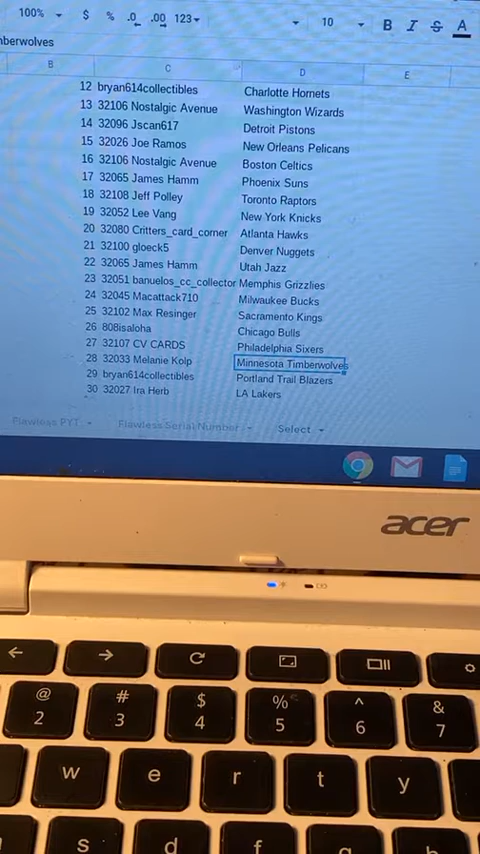 100% $ % .0 .00 123 10 B I S A
nberwolves
B C D E
12 bryan614collectibles Charlotte Hornets
13 32106 Nostalgic Avenue Washington Wizards
14 32096 Jscan617 Detroit Pistons
15 32026 Joe Ramos New Orleans Pelicans
16 32106 Nostalgic Avenue Boston Celtics
17 32065 James Hamm Phoenix Suns
18 32108 Jeff Polley Toronto Raptors
19 32052 Lee Vang New York Knicks
20 32080 Critters_card_corner Atlanta Hawks
21 32100 gloeck5 Denver Nuggets
22 32065 James Hamm Utah Jazz
23 32051 banuelos_cc_collector Memphis Grizzlies
24 32045 Macattack710 Milwaukee Bucks
25 32102 Max Resinger Sacramento Kings
26 808isaloha Chicago Bulls
27 32107 CV CARDS Philadelphia Sixers
28 32033 Melanie Kolp Minnesota Timberwolves
29 bryan614collectibles Portland Trail Blazers
30 32027 Ira Herb LA Lakers
Flawless PYT Flawless Serial Number Select
acer
@ # $ % ^ &
2 3 4 5 6 7
w e r t y
s d f